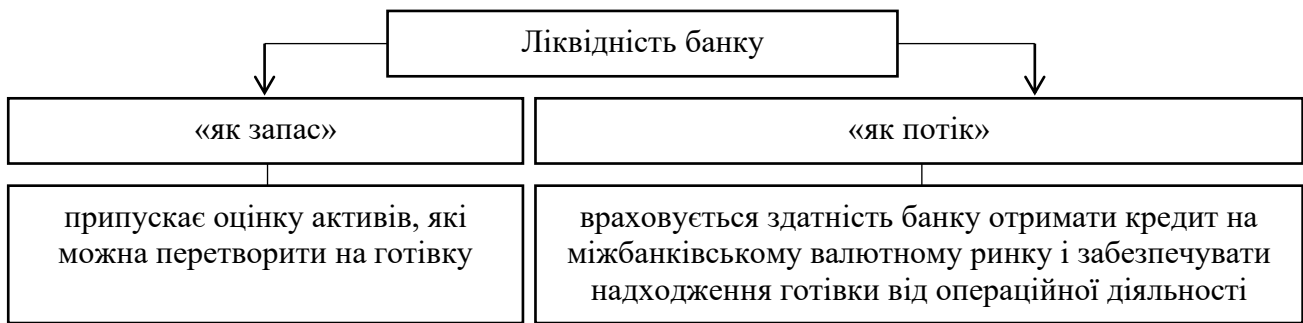 Ліквідність банку
«як запас»
«як потік»
припускає оцінку активів, які
можна перетворити на готівку
враховується здатність банку отримати кредит на
міжбанківському валютному ринку і забезпечувати
надходження готівки від операційної діяльності